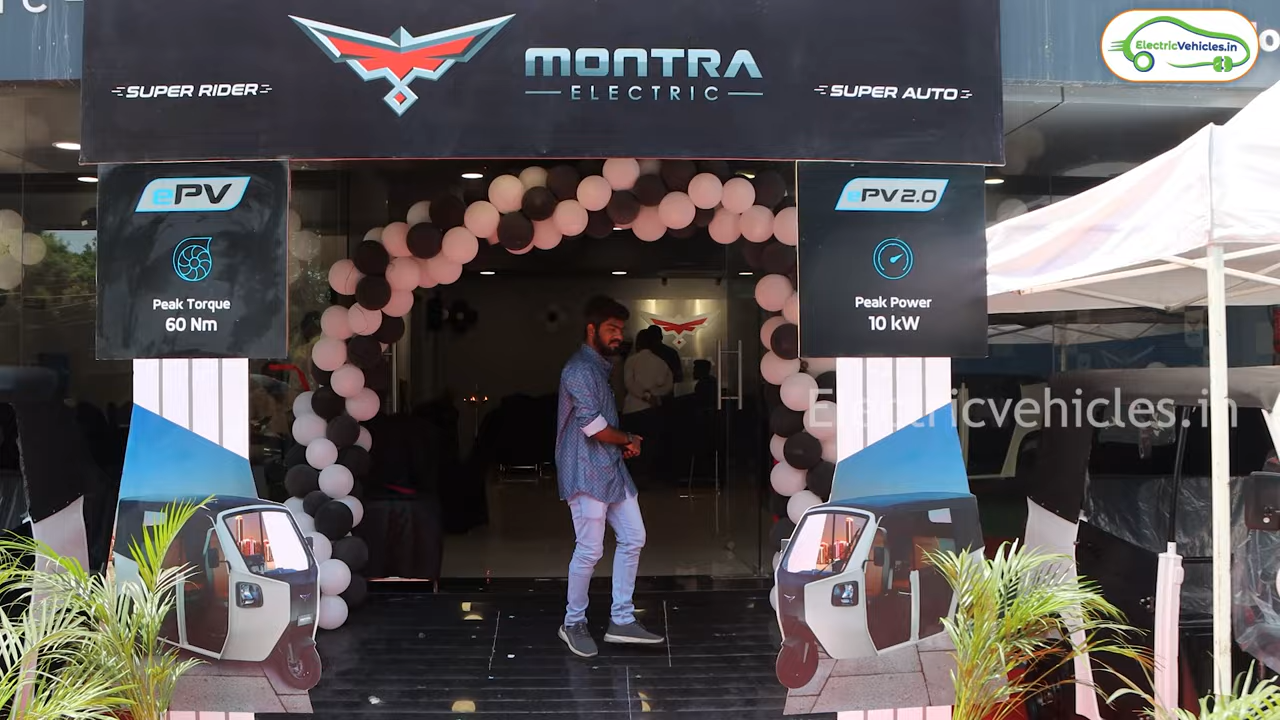 ElectricVehicles.in
MONTRA
ELECTRIC
SUPER RIDER
SUPER AUTO
ePV
Peak Torque
60 Nm
ePV 2.0
Peak Power
10 kW
Electricvehicles.in